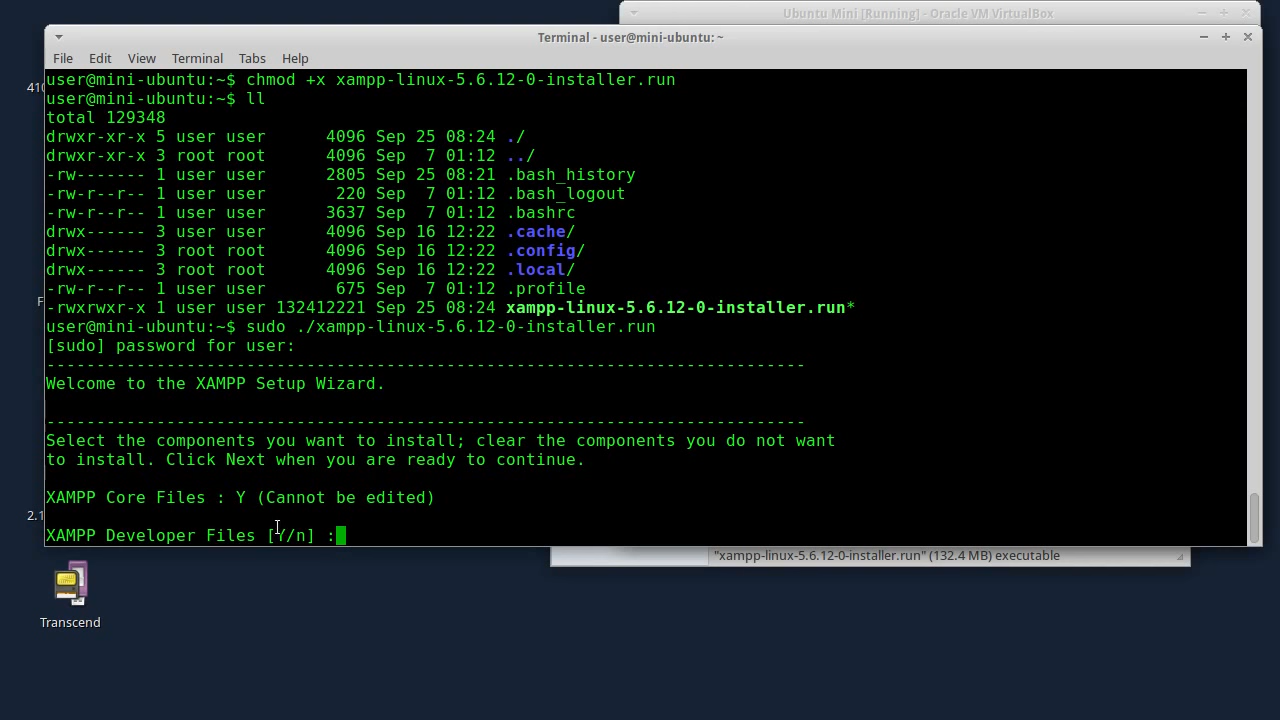 Ubuntu Mini [Running] - Oracle VM VirtualBox
Terminal - user@mini-ubuntu: ~
File Edit View Terminal Tabs Help
user@mini-ubuntu:~$ chmod +x xampp-linux-5.6.12-0-installer.run
user@mini-ubuntu:~$ ll
total 129348
drwxr-xr-x 5 user user      4096 Sep 25 08:24 ./
drwxr-xr-x 3 root root      4096 Sep  7 01:12 ../
-rw------- 1 user user      2805 Sep 25 08:21 .bash_history
-rw-r--r-- 1 user user       220 Sep  7 01:12 .bash_logout
-rw-r--r-- 1 user user      3637 Sep  7 01:12 .bashrc
drwx------ 3 user user      4096 Sep 16 12:22 .cache/
drwx------ 3 root root      4096 Sep 16 12:22 .config/
drwx------ 3 root root      4096 Sep 16 12:22 .local/
-rw-r--r-- 1 user user       675 Sep  7 01:12 .profile
-rwxrwxr-x 1 user user 132412221 Sep 25 08:24 xampp-linux-5.6.12-0-installer.run*
user@mini-ubuntu:~$ sudo ./xampp-linux-5.6.12-0-installer.run
[sudo] password for user:
----------------------------------------------------------------------------
Welcome to the XAMPP Setup Wizard.
----------------------------------------------------------------------------
Select the components you want to install; clear the components you do not want
to install. Click Next when you are ready to continue.
XAMPP Core Files : Y (Cannot be edited)
XAMPP Developer Files [Y/n] :
"xampp-linux-5.6.12-0-installer.run" (132.4 MB) executable
410
F
2.1
Transcend